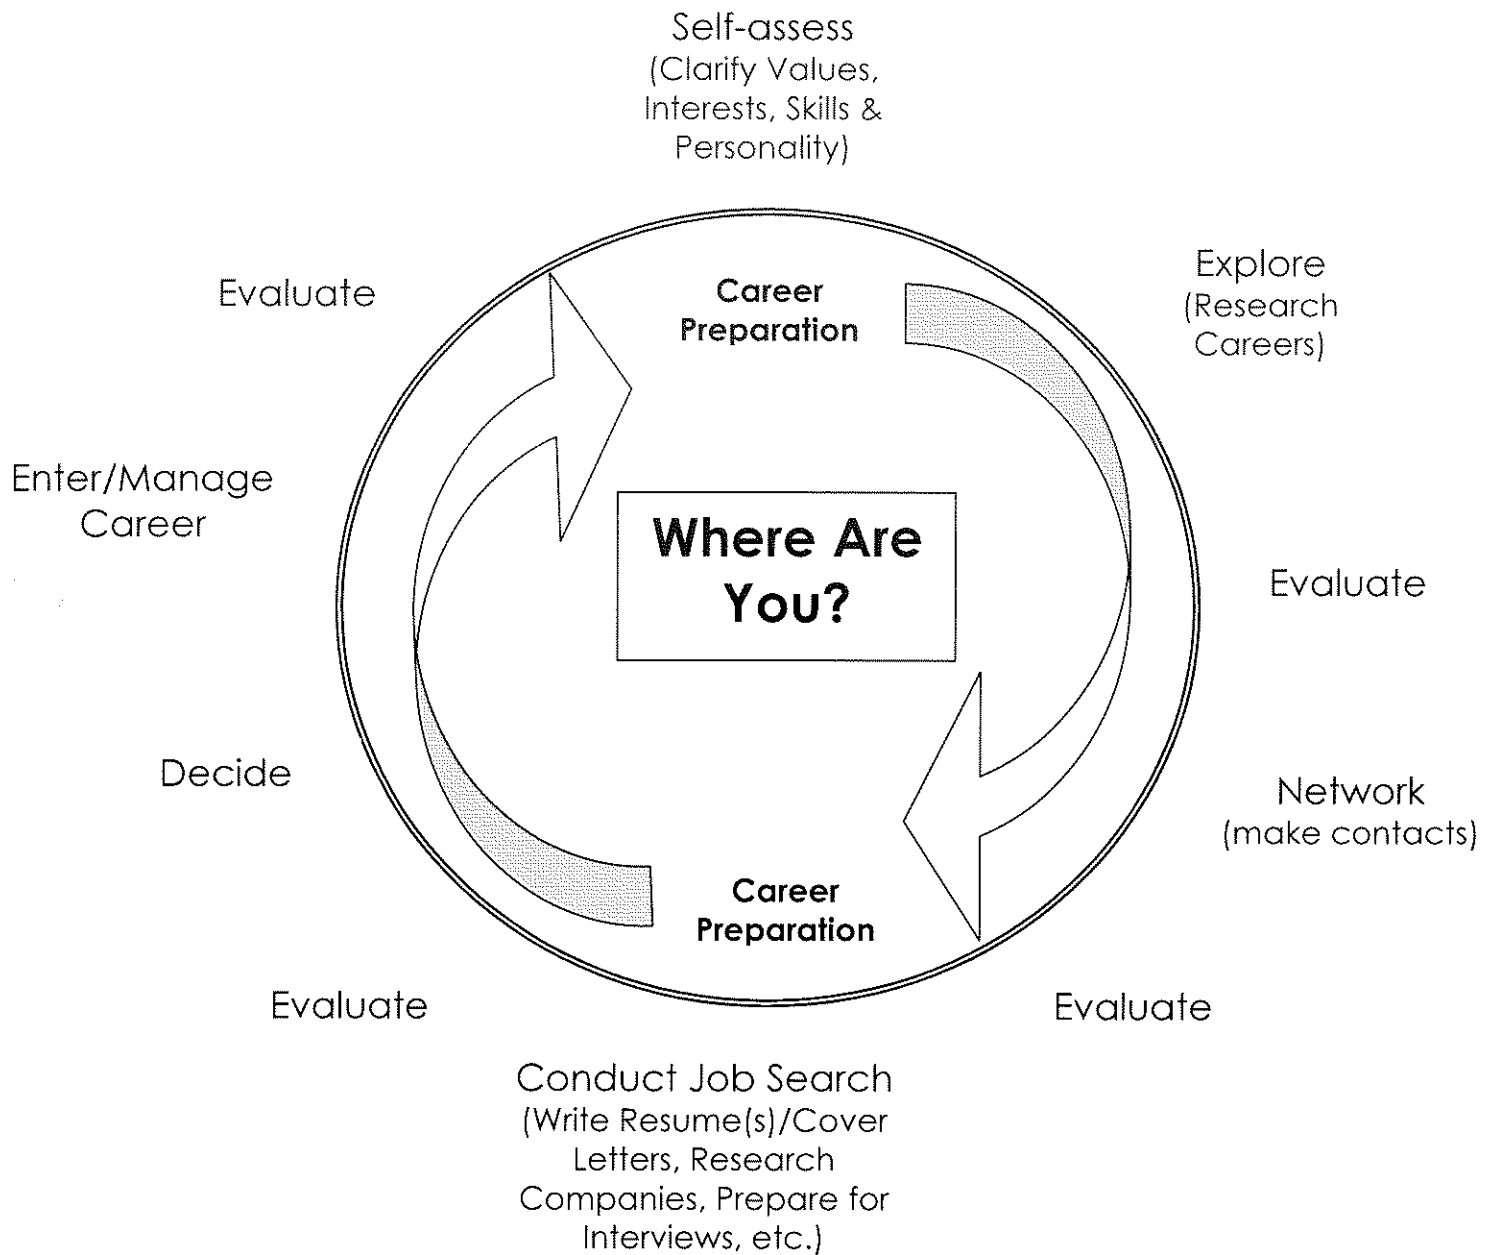 Self-assess
(Clarify Values,
Interests, Skills &
Personality)
Explore
(Research
Careers)
Evaluate
Network
(make contacts)
Evaluate
Conduct Job Search
(Write Resume(s)/Cover
Letters, Research
Companies, Prepare for
Interviews, etc.)
Evaluate
Decide
Enter/Manage
Career
Evaluate
Career
Preparation
Where Are
You?
Career
Preparation